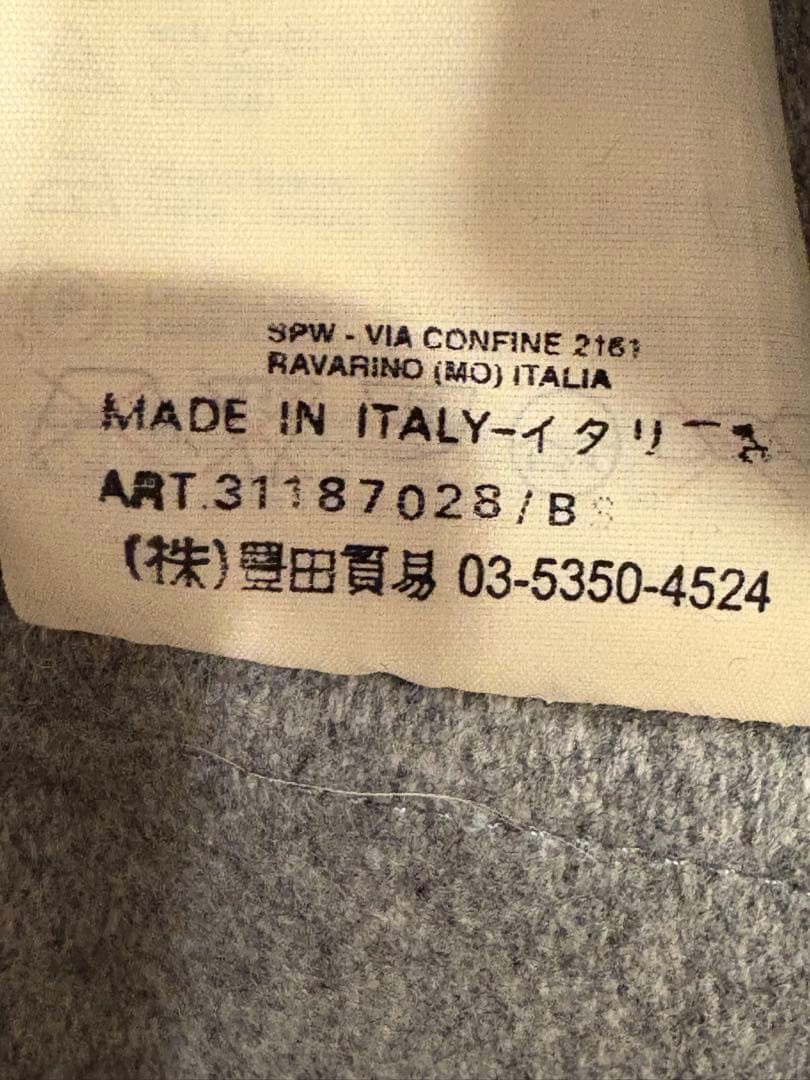 SPW - VIA CONFINE 2161
RAVARINO (MO) ITALIA
MADE IN ITALY-イタリー
ART.31187028/B
(株)豊田貿易 03-5350-4524